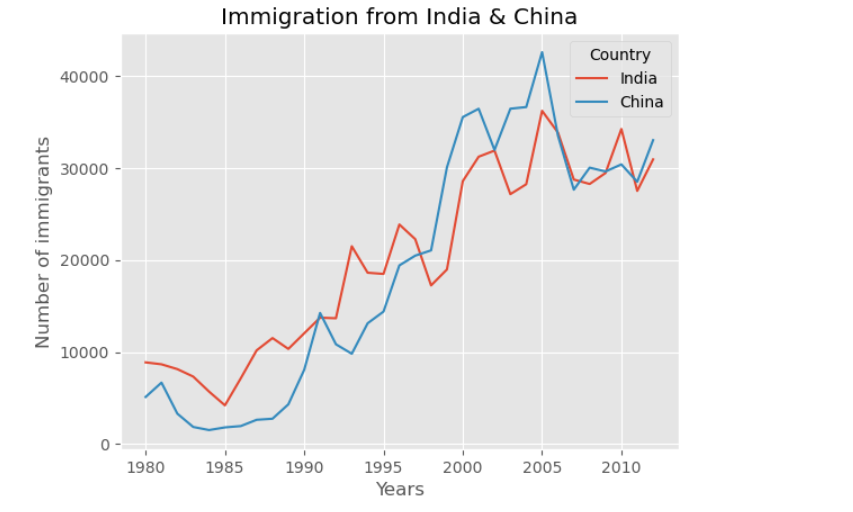 Immigration from India & China
Country
India
China
40000
30000
20000
10000
0
Number of immigrants
1980 1985 1990 1995 2000 2005 2010
Years